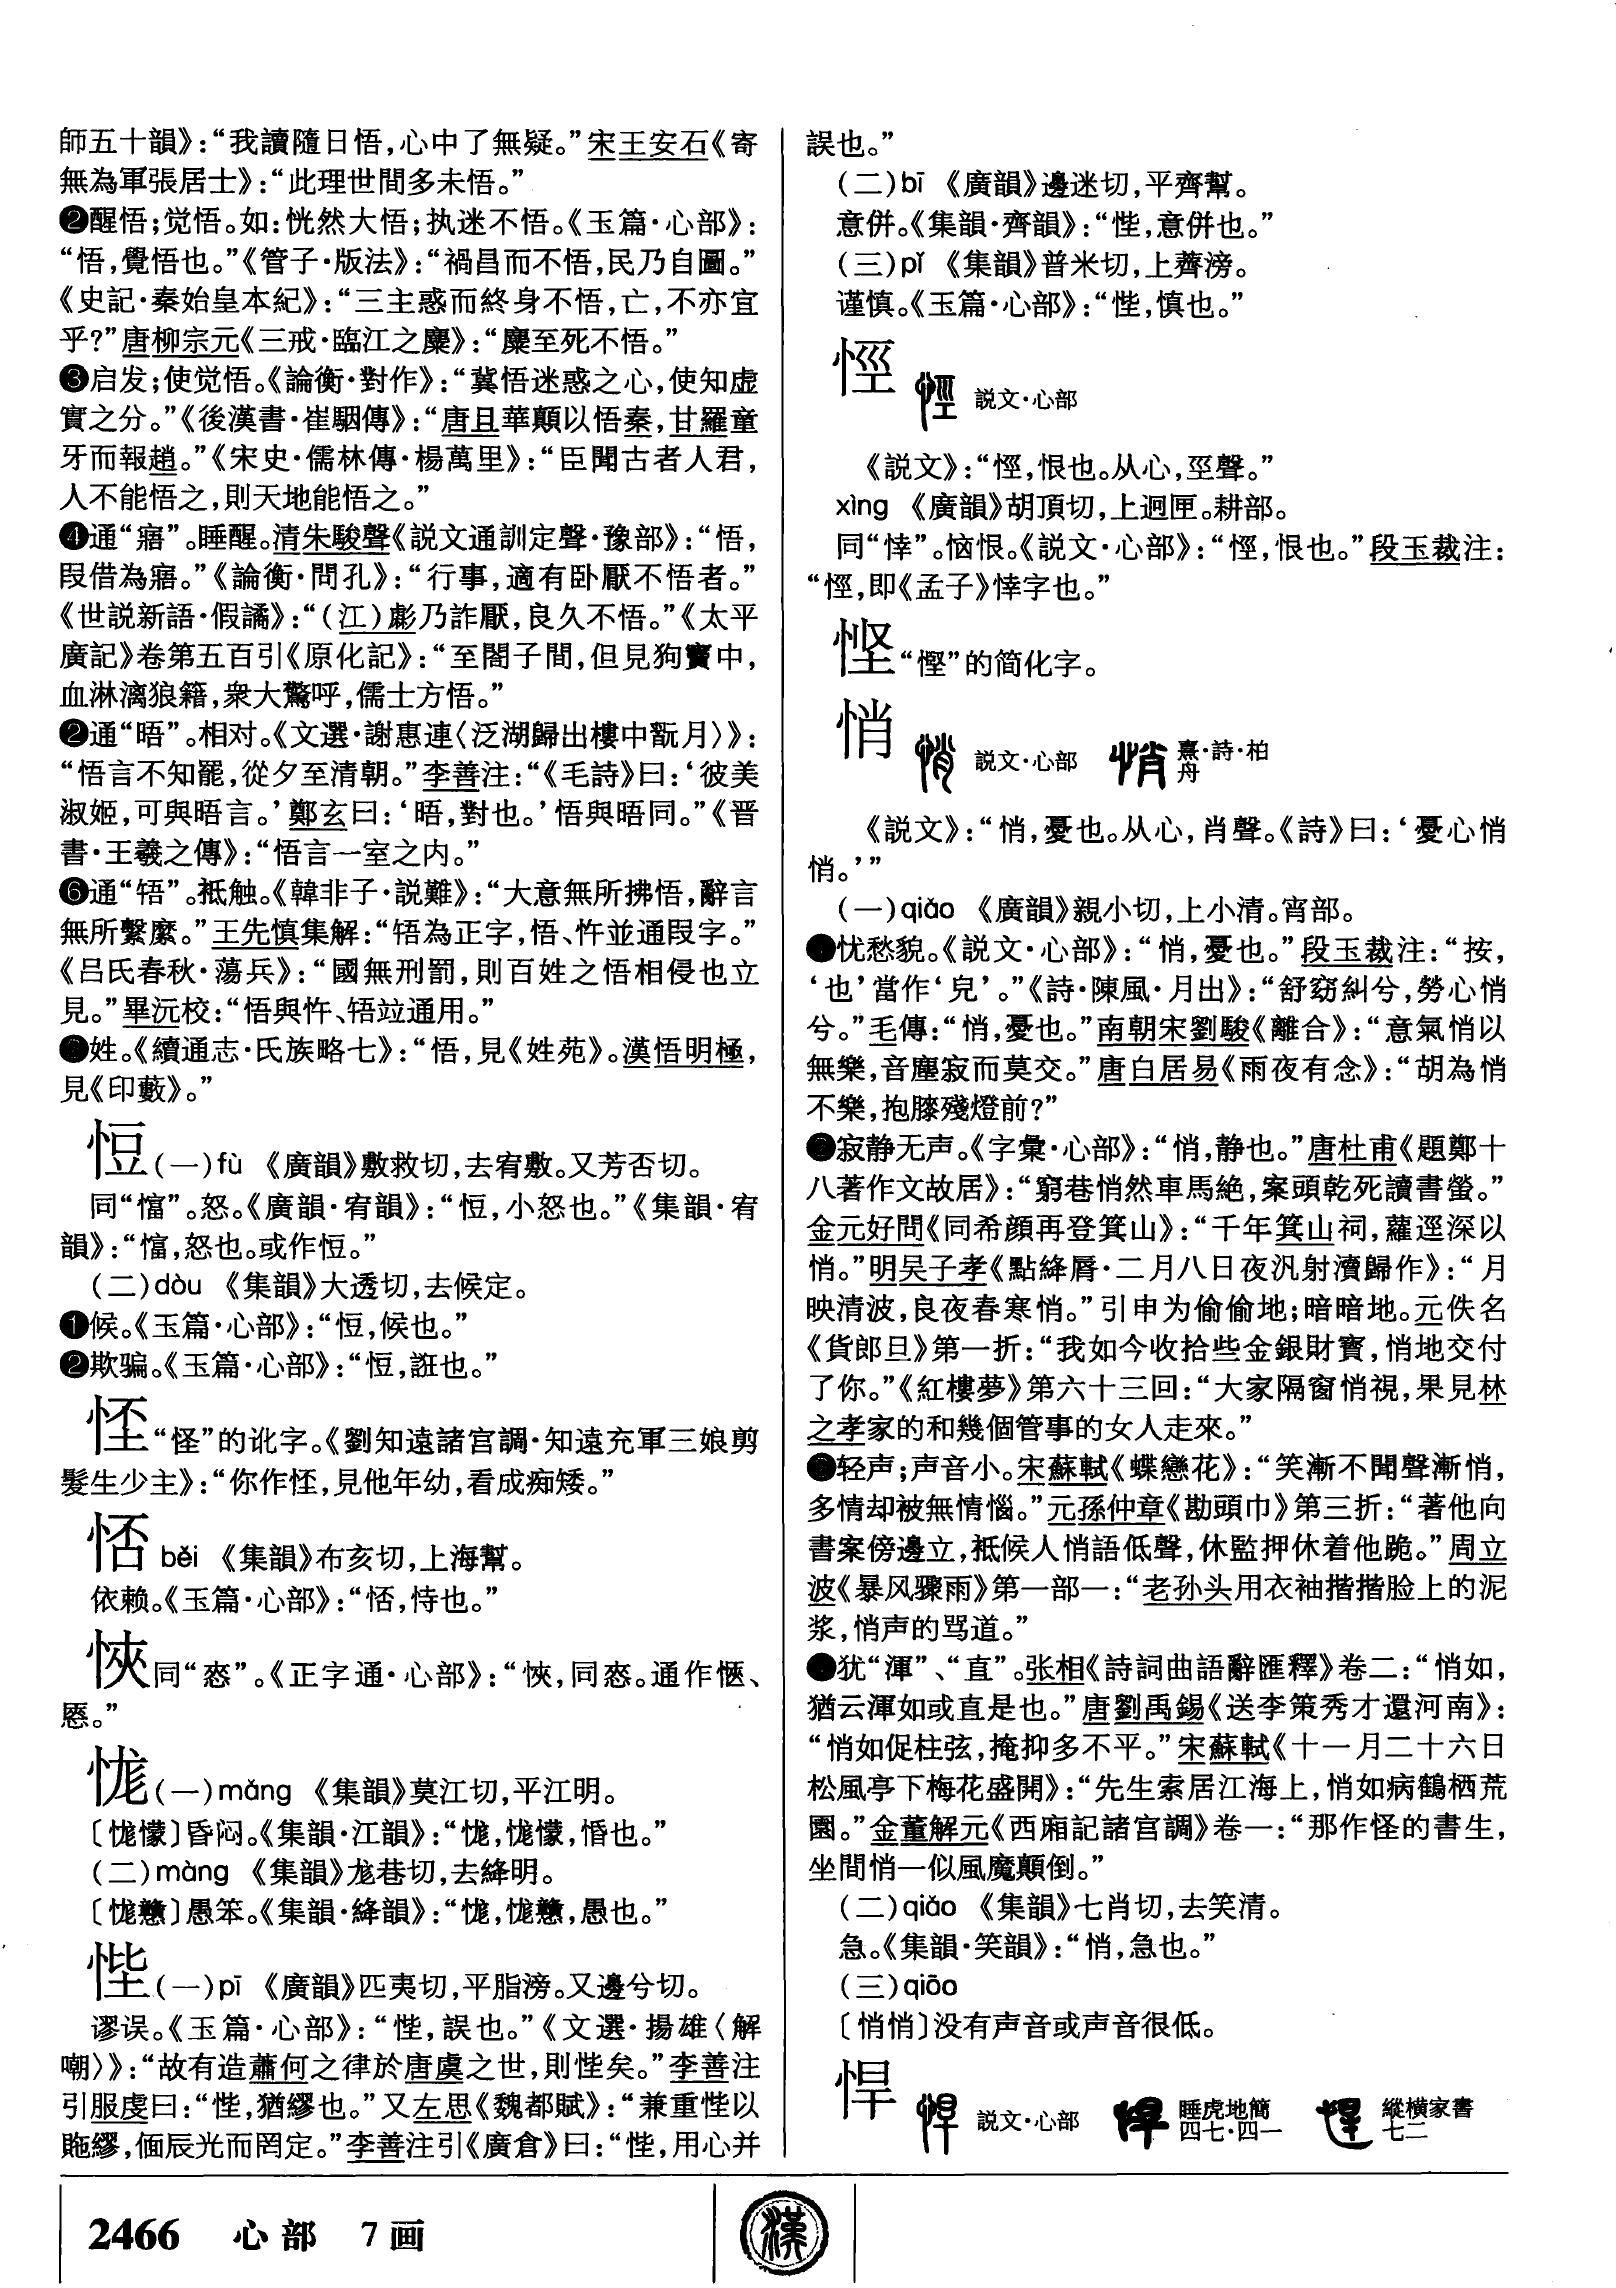 師五十韻》：“我讀隨日悟，心中了無疑。”宋王安石《寄
無為軍張居士》：“此理世間多未悟。”
❷醒悟；觉悟。如：恍然大悟；执迷不悟。《玉篇·心部》：
“悟，覺悟也。”《管子·版法》：“禍昌而不悟，民乃自圖。”
《史記·秦始皇本紀》：“三主惑而終身不悟，亡，不亦宜
乎？”唐柳宗元《三戒·臨江之麋》：“麋至死不悟。”
❸启发；使觉悟。《論衡·對作》：“冀悟迷惑之心，使知虚
實之分。”《後漢書·崔駰傳》：“唐且華顛以悟秦，甘羅童
牙而報趙。”《宋史·儒林傳·楊萬里》：“臣聞古者人君，
人不能悟之，則天地能悟之。”
❹通“寤”。睡醒。清朱駿聲《説文通訓定聲·豫部》：“悟，
叚借為寤。”《論衡·問孔》：“行事，適有卧厭不悟者。”
《世説新語·假譎》：“（江）彪乃詐厭，良久不悟。”《太平
廣記》卷第五百引《原化記》：“至閤子間，但見狗竇中，
血淋漓狼籍，衆大驚呼，儒士方悟。”
❷通“晤”。相对。《文選·謝惠連〈泛湖歸出樓中翫月〉》：
“悟言不知罷，從夕至清朝。”李善注：“《毛詩》曰：‘彼美
淑姬，可與晤言。’鄭玄曰：‘晤，對也。’悟與晤同。”《晋
書·王羲之傳》：“悟言一室之内。”
❻通“牾”。抵触。《韓非子·説難》：“大意無所拂悟，辭言
無所繫縻。”王先慎集解：“牾為正字，悟、忤並通叚字。”
《吕氏春秋·蕩兵》：“國無刑罰，則百姓之悟相侵也立
見。”畢沅校：“悟與忤、牾竝通用。”
姓。《續通志·氏族略七》：“悟，見《姓苑》。漢悟明極，
見《印藪》。”
恒（一）fù 《廣韻》敷救切，去宥敷。又芳否切。
同“愊”。怒。《廣韻·宥韻》：“，小怒也。”《集韻·宥
韻》：“，怒也。或作。”
（二）dòu 《集韻》大透切，去候定。
❶候。《玉篇·心部》：“，候也。”
❷欺骗。《玉篇·心部》：“，誑也。”
怪“怪”的讹字。《劉知遠諸宫調·知遠充軍三娘剪
髮生少主》：“你作，見他年幼，看成痴矮。”
㤳 běi 《集韻》布亥切，上海幫。
依赖。《玉篇·心部》：“，恃也。”
㤲同“”。《正字通·心部》：“，同。通作愜、
㥦。”
㤶（一）máng 《集韻》莫江切，平江明。
〔懞〕昏闷。《集韻·江韻》：“，懞，惛也。”
（二）màng 《集韻》尨巷切，去絳明。
〔戇〕愚笨。《集韻·絳韻》：“，戇，愚也。”
悂（一）pī 《廣韻》匹夷切，平脂滂。又邊兮切。
谬误。《玉篇·心部》：“悂，誤也。”《文選·揚雄〈解
嘲〉》：“故有造蕭何之律於唐虞之世，則悂矣。”李善注
引服虔曰：“悂，猶繆也。”又左思《魏都賦》：“兼重悂以
貤繆，偭辰光而罔定。”李善注引《廣倉》曰：“悂，用心并
誤也。”
（二）bī 《廣韻》邊迷切，平齊幫。
意併。《集韻·齊韻》：“悂，意併也。”
（三）pǐ 《集韻》普米切，上薺滂。
谨慎。《玉篇·心部》：“悂，慎也。”
悭 説文·心部
《説文》：“悙，恨也。从心，巠聲。”
xìng 《廣韻》胡頂切，上迥匣。耕部。
同“悻”。恼恨。《説文·心部》：“㤚，恨也。”段玉裁注：
“㤚，即《孟子》悻字也。”
悭“慳”的简化字。
悄 説文·心部 熹·詩·柏舟
《説文》：“悄，憂也。从心，肖聲。《詩》曰：‘憂心悄
悄。’”
（一）qiǎo 《廣韻》親小切，上小清。宵部。
忧愁貌。《説文·心部》：“悄，憂也。”段玉裁注：“按，
‘也’當作‘皃’。”《詩·陳風·月出》：“舒窈糾兮，勞心悄
兮。”毛傳：“悄，憂也。”南朝宋劉駿《離合》：“意氣悄以
無樂，音塵寂而莫交。”唐白居易《雨夜有念》：“胡為悄
不樂，抱膝殘燈前？”
❷寂静无声。《字彙·心部》：“悄，静也。”唐杜甫《題鄭十
八著作文故居》：“窮巷悄然車馬絶，案頭乾死讀書螢。”
金元好問《同希顔再登箕山》：“千年箕山祠，蘿逕深以
悄。”明吴子孝《點絳脣·二月八日夜汎射瀆歸作》：“月
映清波，良夜春寒悄。”引申为偷偷地；暗暗地。元佚名
《貨郎旦》第一折：“我如今收拾些金銀財寳，悄地交付
了你。”《紅樓夢》第六十三回：“大家隔窗悄視，果見林
之孝家的和幾個管事的女人走來。”
轻声；声音小。宋蘇軾《蝶戀花》：“笑漸不聞聲漸悄，
多情却被無情惱。”元孫仲章《勘頭巾》第三折：“著他向
書案傍邊立，祗候人悄語低聲，休監押休着他跪。”周立
波《暴风骤雨》第一部一：“老孙头用衣袖揩揩脸上的泥
浆，悄声的骂道。”
犹“渾”、“直”。张相《詩詞曲語辭匯釋》卷二：“悄如，
猶云渾如或直是也。”唐劉禹錫《送李策秀才還河南》：
“悄如促柱弦，掩抑多不平。”宋蘇軾《十一月二十六日
松風亭下梅花盛開》：“先生索居江海上，悄如病鶴栖荒
園。”金董解元《西廂記諸宫調》卷一：“那作怪的書生，
坐間悄一似風魔顛倒。”
（二）qiǎo 《集韻》七肖切，去笑清。
急。《集韻·笑韻》：“悄，急也。”
（三）qiāo
〔悄悄〕没有声音或声音很低。
悍 説文·心部 睡虎地簡四七·四一 縱横家書七二
2466 心部 7画
漢